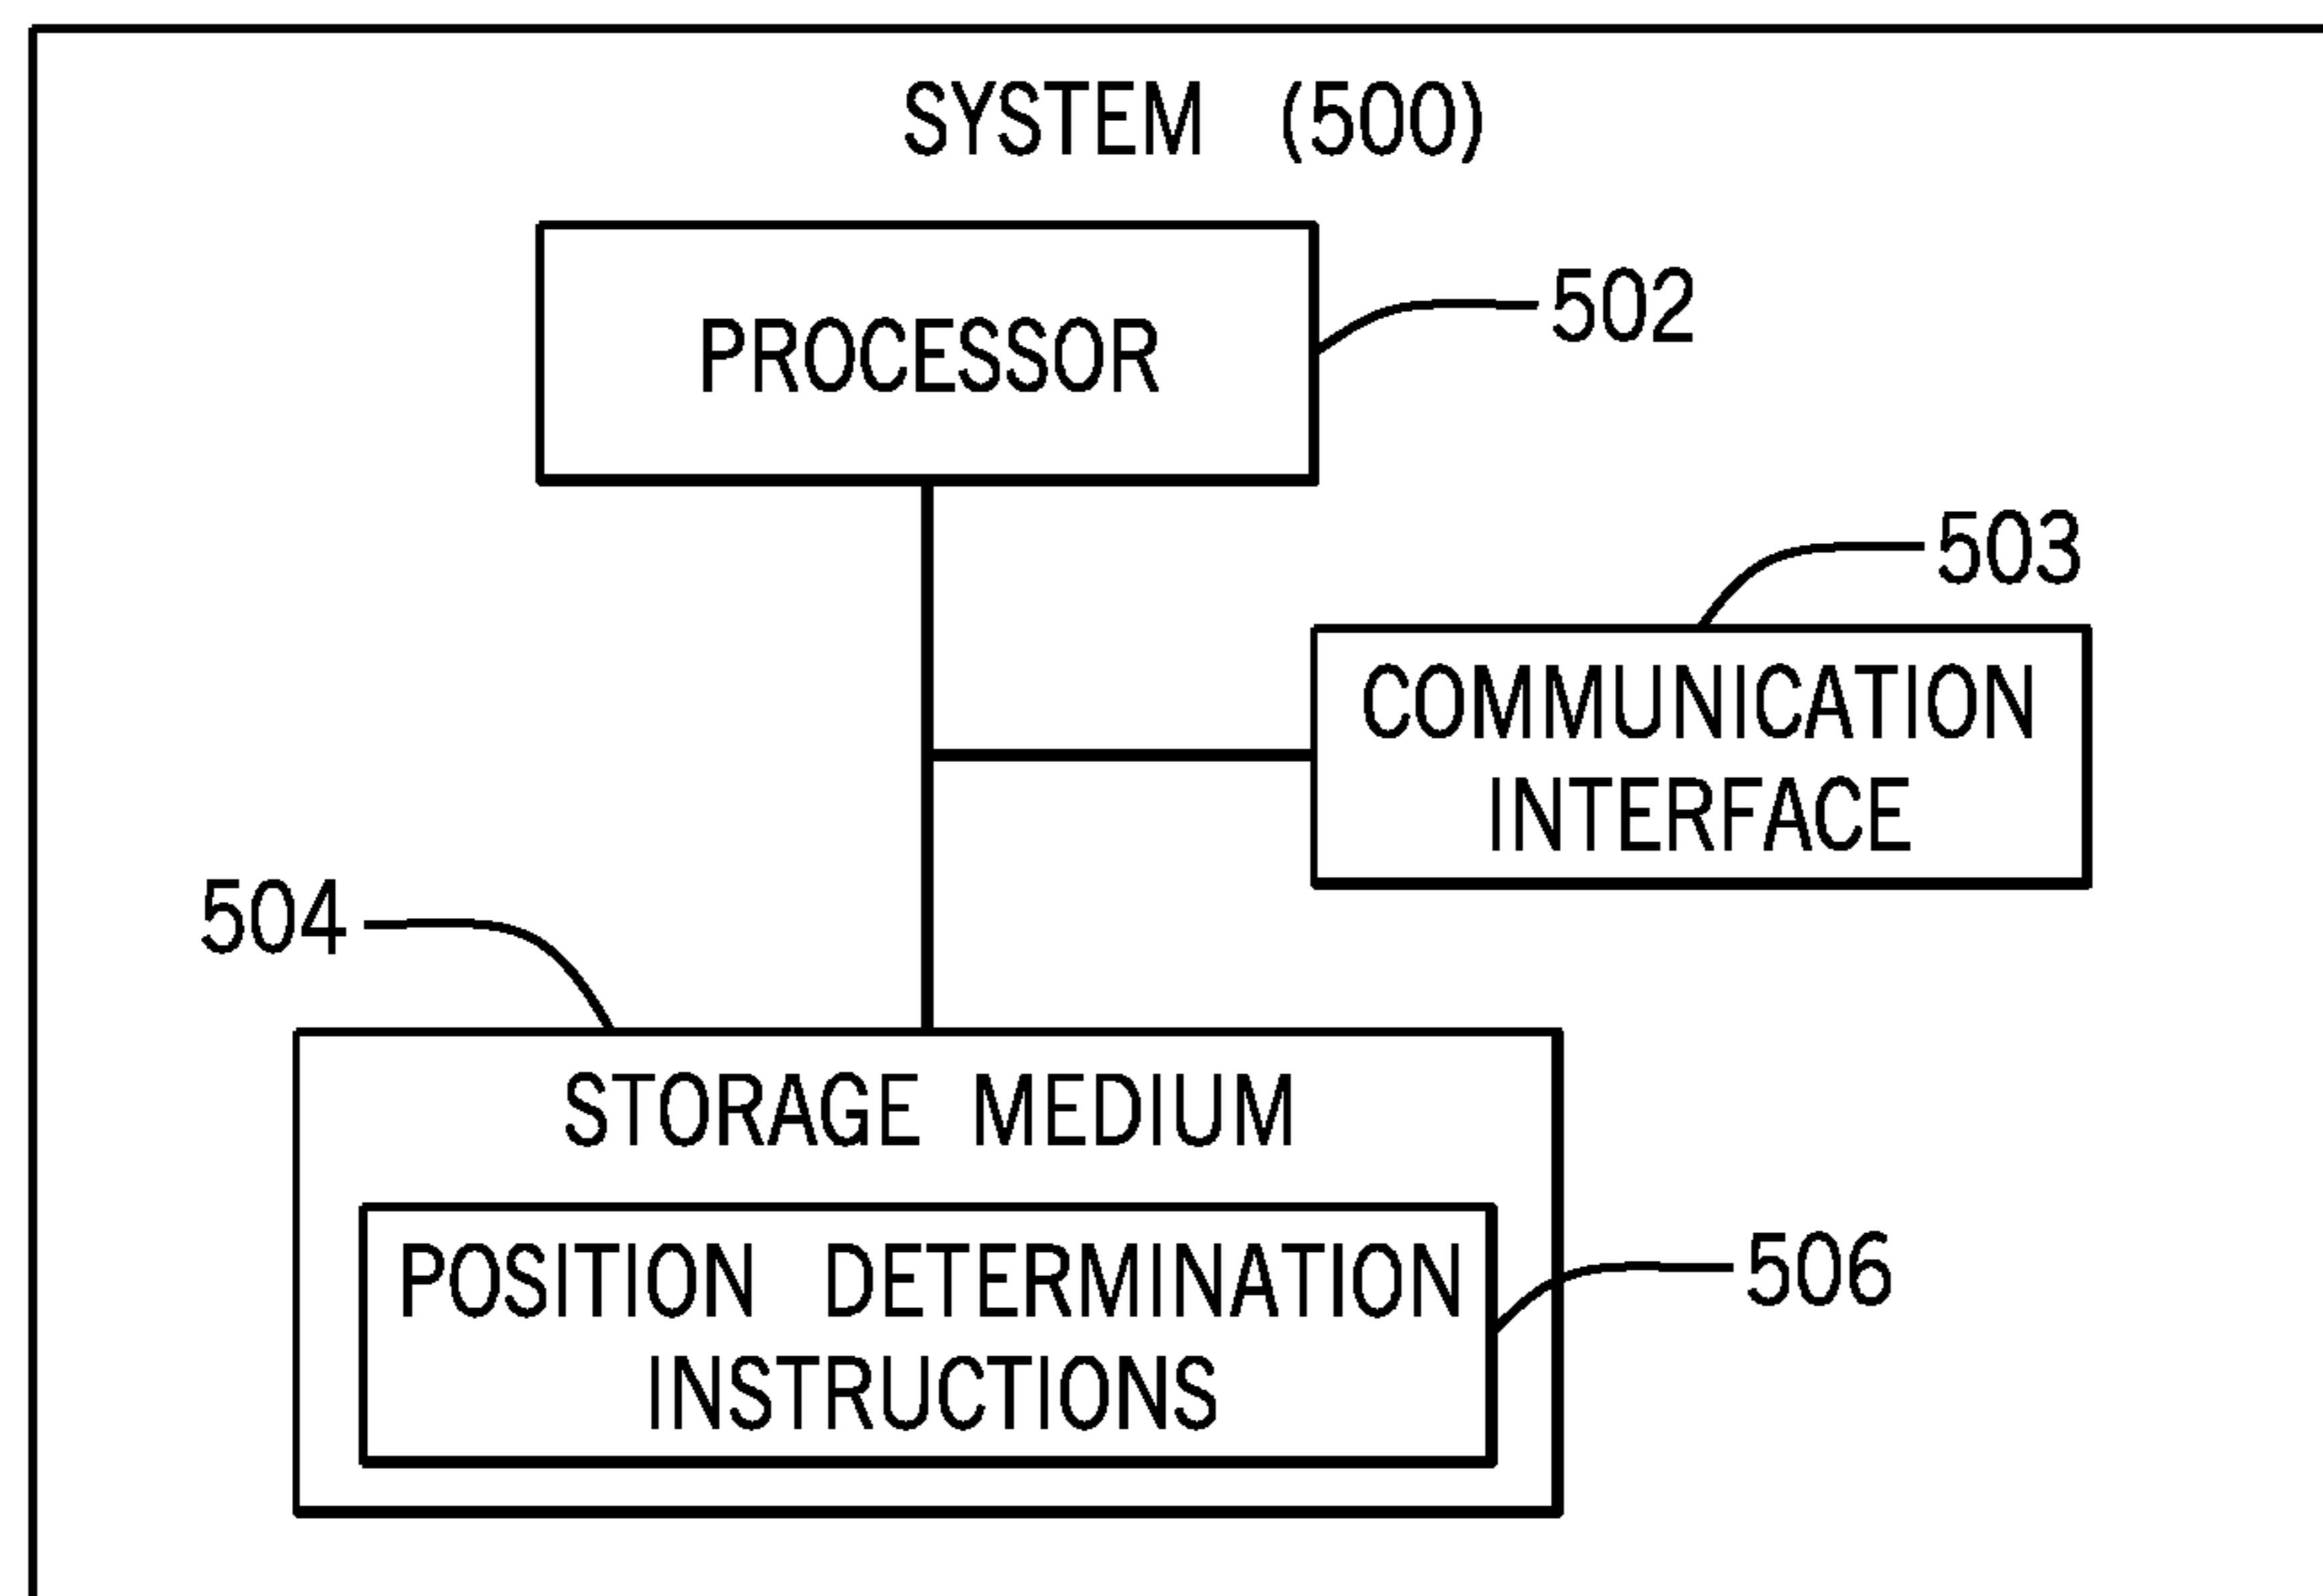 SYSTEM (500)
PROCESSOR
502
503
COMMUNICATION
INTERFACE
504
STORAGE MEDIUM
POSITION DETERMINATION
INSTRUCTIONS
506